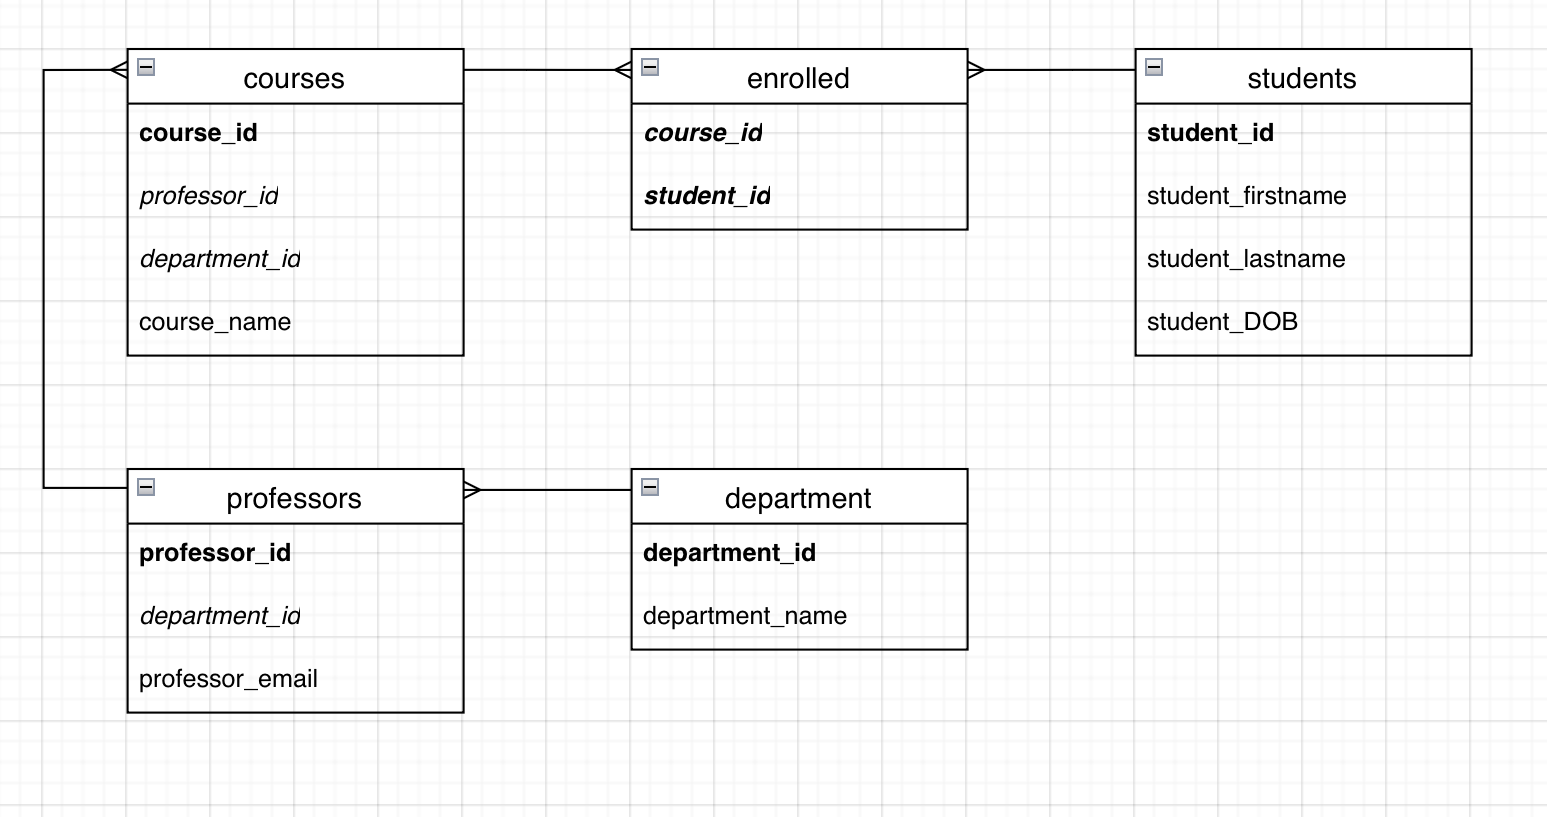 courses
course_id
professor_id
department_id
course_name
enrolled
course_id
student_id
students
student_id
student_firstname
student_lastname
student_DOB
professors
professor_id
department_id
professor_email
department
department_id
department_name